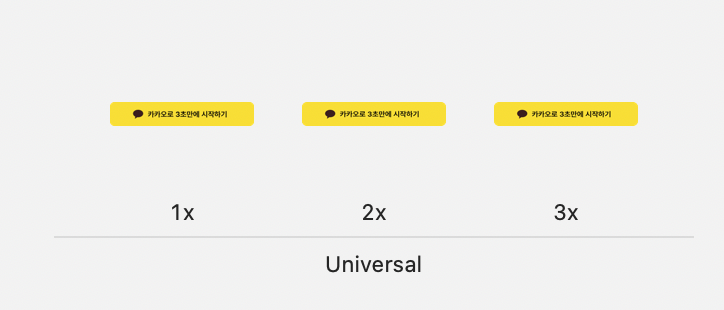 카카오로 3초만에 시작하기 카카오로 3초만에 시작하기 카카오로 3초만에 시작하기
1x 2x 3x
Universal